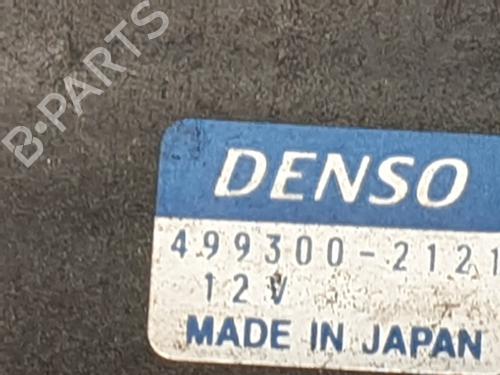 B-PARTS
DENSO
499300-2121
12V
MADE IN JAPAN